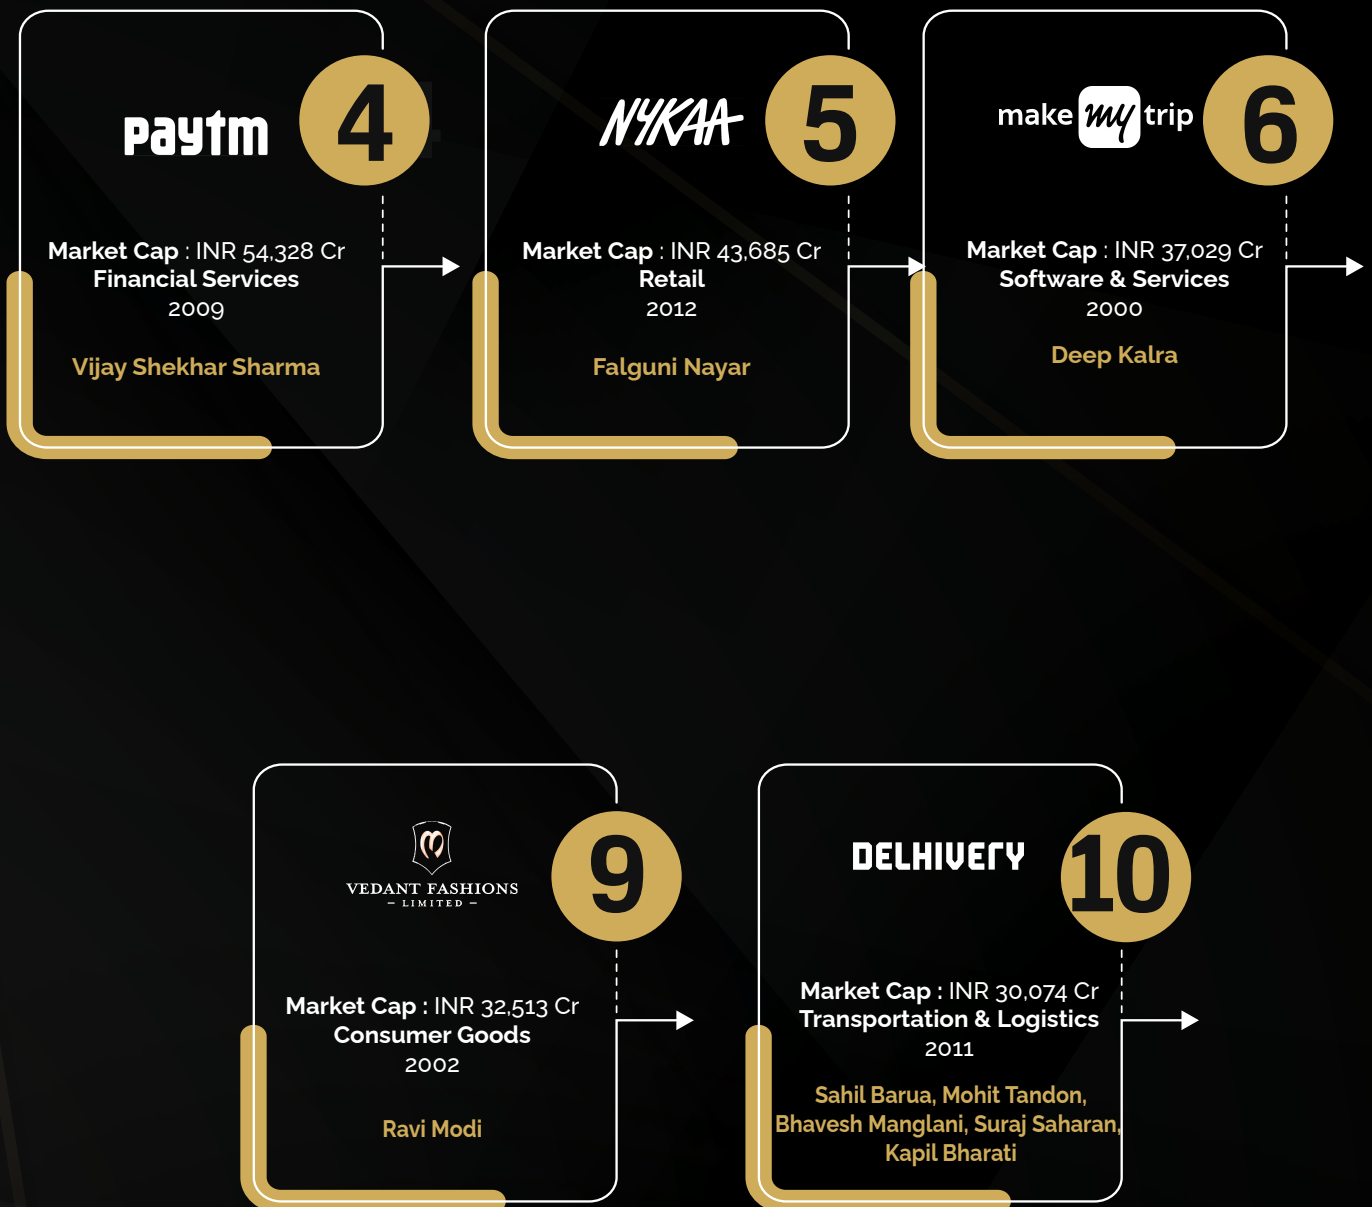 paytm
4
Market Cap : INR 54,328 Cr
Financial Services
2009
Vijay Shekhar Sharma
NYKAA
5
Market Cap : INR 43,685 Cr
Retail
2012
Falguni Nayar
make my trip
6
Market Cap : INR 37,029 Cr
Software & Services
2000
Deep Kalra
VEDANT FASHIONS
– LIMITED –
9
Market Cap : INR 32,513 Cr
Consumer Goods
2002
Ravi Modi
DELHIVERY
10
Market Cap : INR 30,074 Cr
Transportation & Logistics
2011
Sahil Barua, Mohit Tandon,
Bhavesh Manglani, Suraj Saharan,
Kapil Bharati